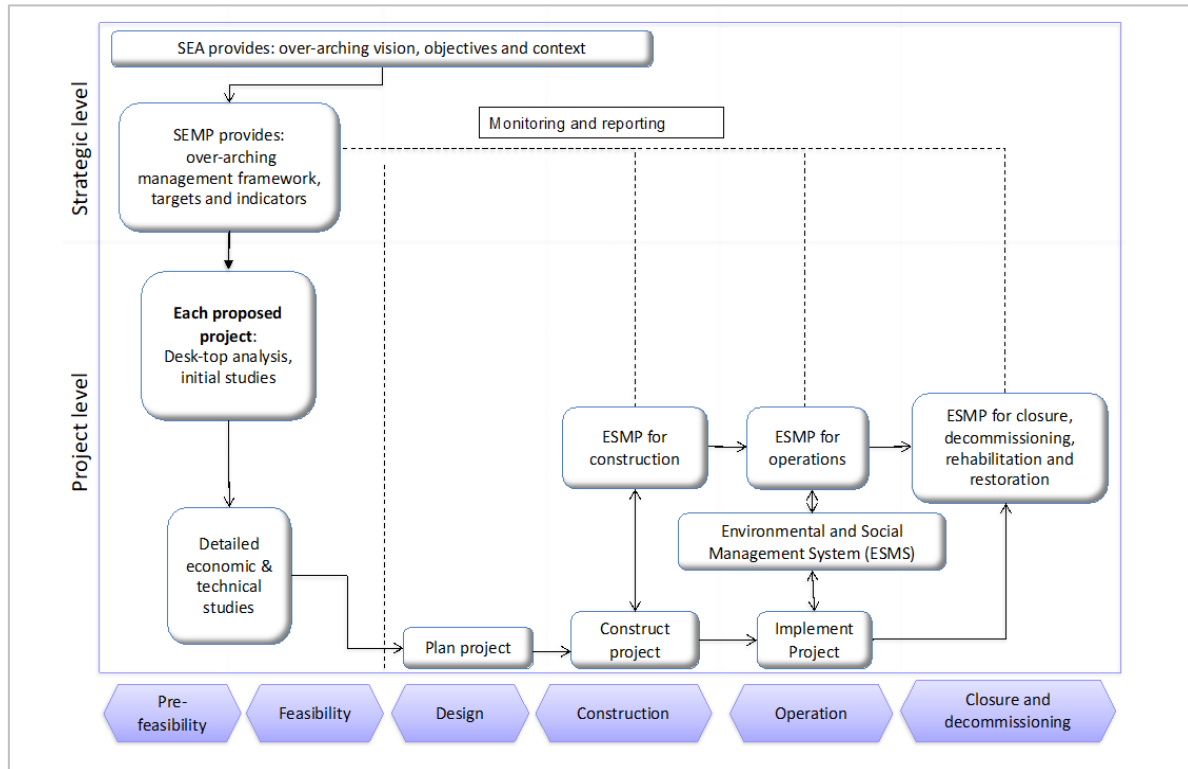 SEA provides: over-arching vision, objectives and context
Strategic level
SEMP provides:
over-arching
management framework,
targets and indicators
Monitoring and reporting
Project level
Each proposed
project:
Desk-top analysis,
initial studies
ESMP for
construction
ESMP for
operations
ESMP for closure,
decommissioning,
rehabilitation and
restoration
Detailed
economic &
technical
studies
Environmental and Social
Management System (ESMS)
Plan project
Construct
project
Implement
Project
Pre-
feasibility
Feasibility
Design
Construction
Operation
Closure and
decommissioning